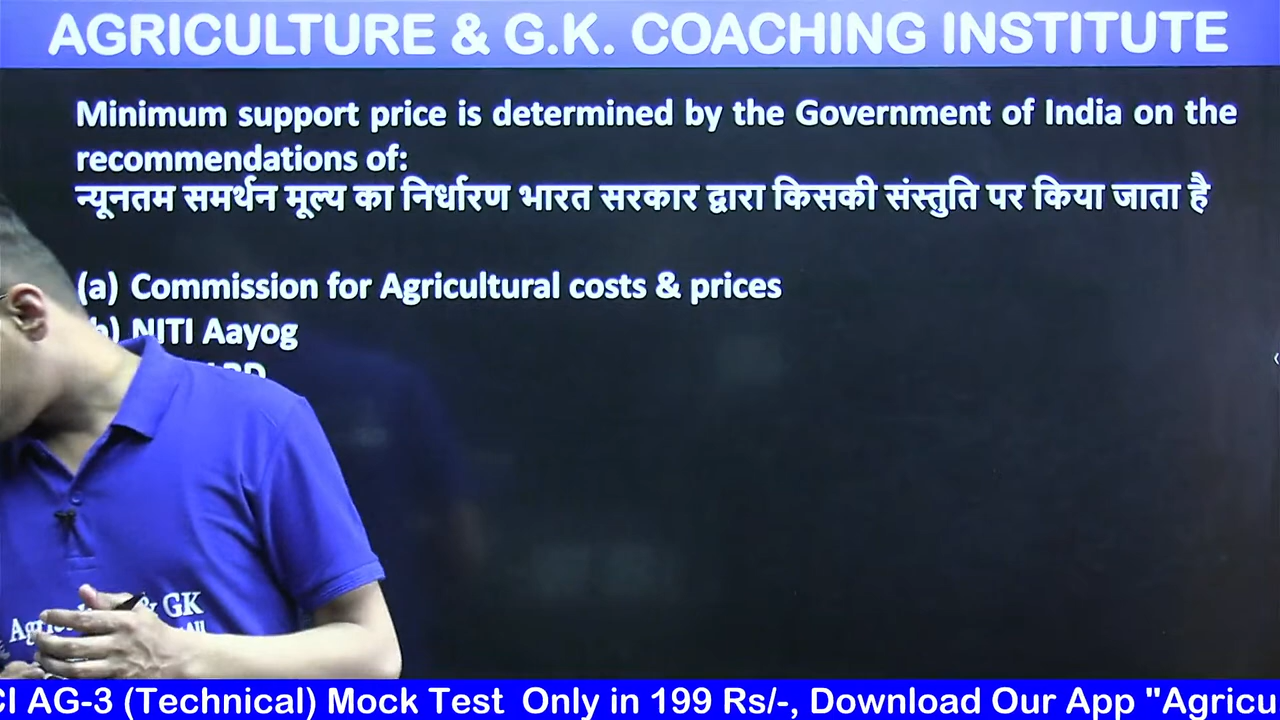 AGRICULTURE & G.K. COACHING INSTITUTE
Minimum support price is determined by the Government of India on the
recommendations of:
न्यूनतम समर्थन मूल्य का निर्धारण भारत सरकार द्वारा किसकी संस्तुति पर किया जाता है
(a) Commission for Agricultural costs & prices
NITI Aayog
& GK
AG-3 (Technical) Mock Test Only in 199 Rs/-, Download Our App "Agricu